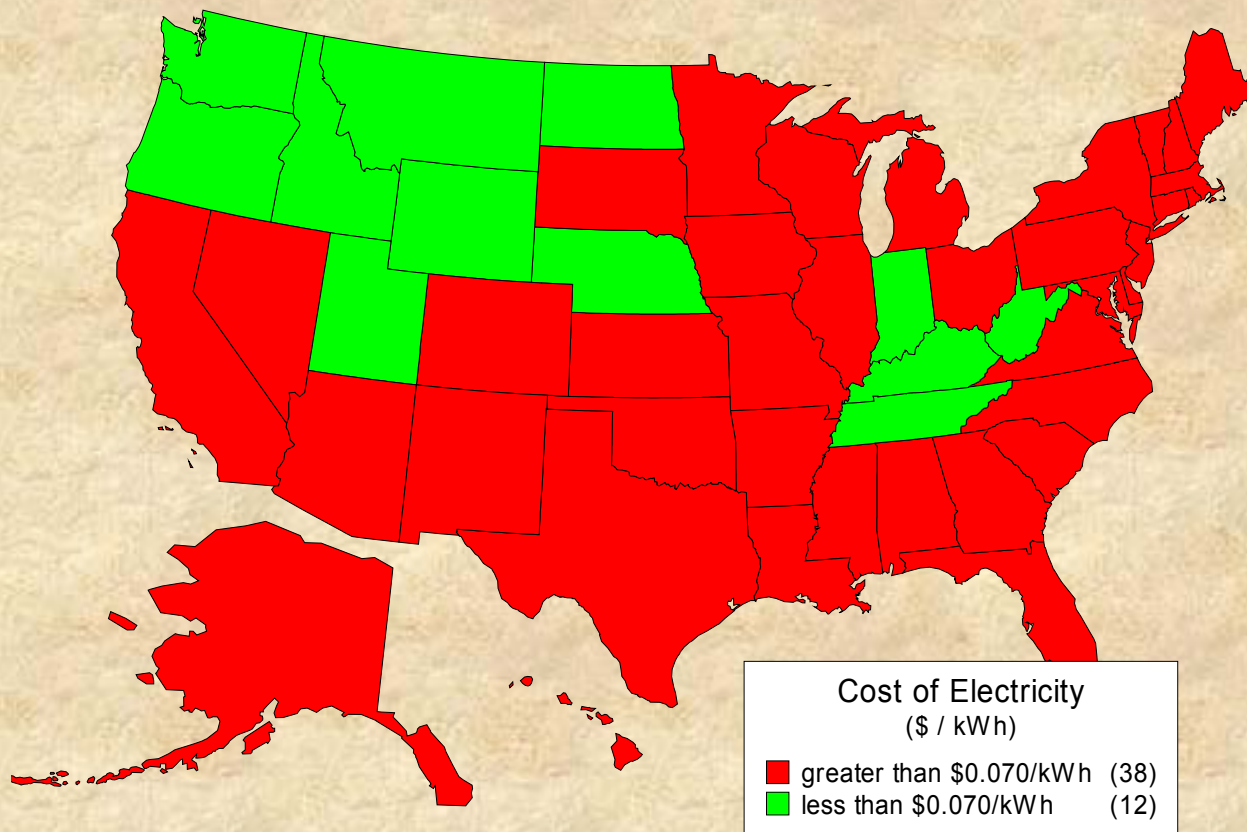 Cost of Electricity
($ / kWh)
greater than $0.070/kWh (38)
less than $0.070/kWh (12)